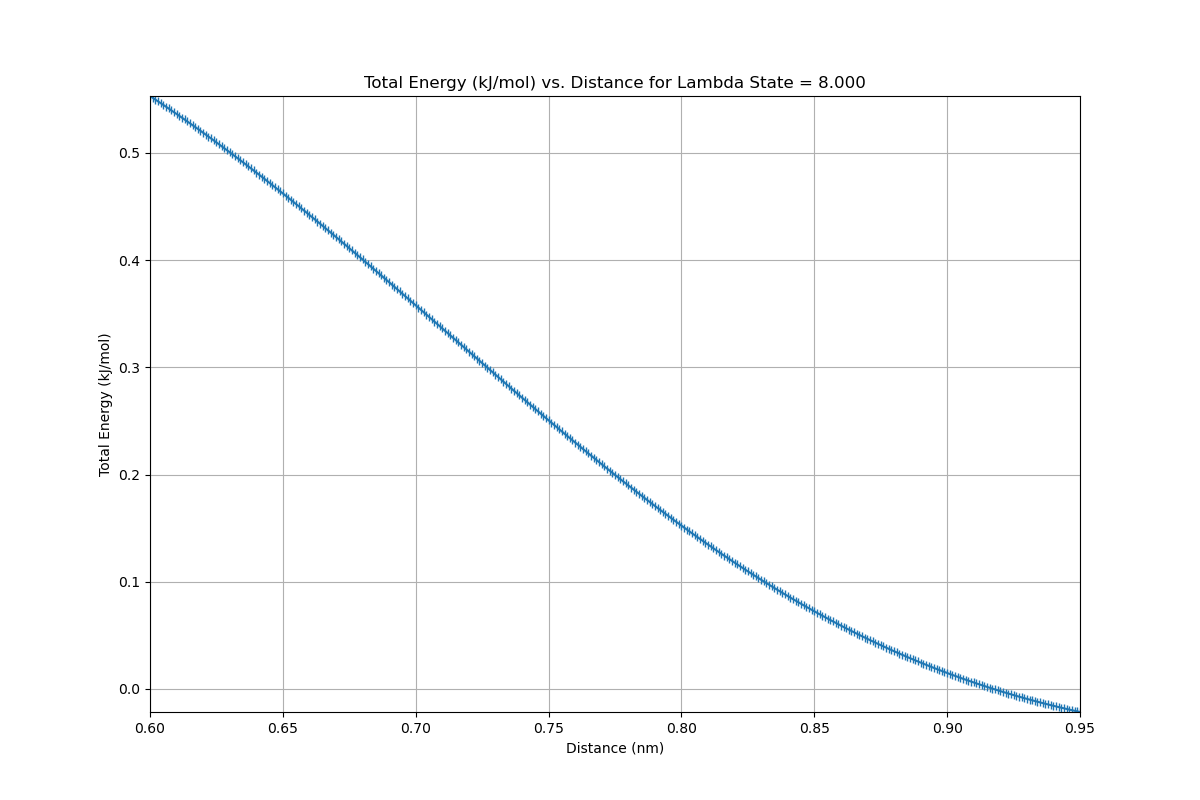 Total Energy (kJ/mol) vs. Distance for Lambda State = 8.000
0.5
0.4
0.3
0.2
0.1
0.0
Total Energy (kJ/mol)
0.60 0.65 0.70 0.75 0.80 0.85 0.90 0.95
Distance (nm)